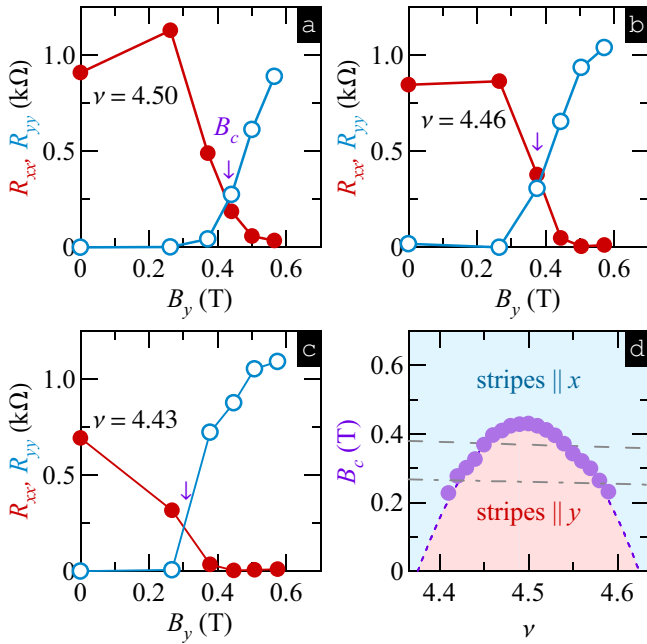 a
1.0
0.5
0
R_xx, R_yy (kΩ)
ν = 4.50
B_c
0 0.2 0.4 0.6
B_y (T)
b
1.0
0.5
0
R_xx, R_yy (kΩ)
ν = 4.46
0 0.2 0.4 0.6
B_y (T)
c
1.0
0.5
0
R_xx, R_yy (kΩ)
ν = 4.43
0 0.2 0.4 0.6
B_y (T)
d
0.6
0.4
0.2
0
B_c (T)
stripes || x
stripes || y
4.4 4.5 4.6
ν